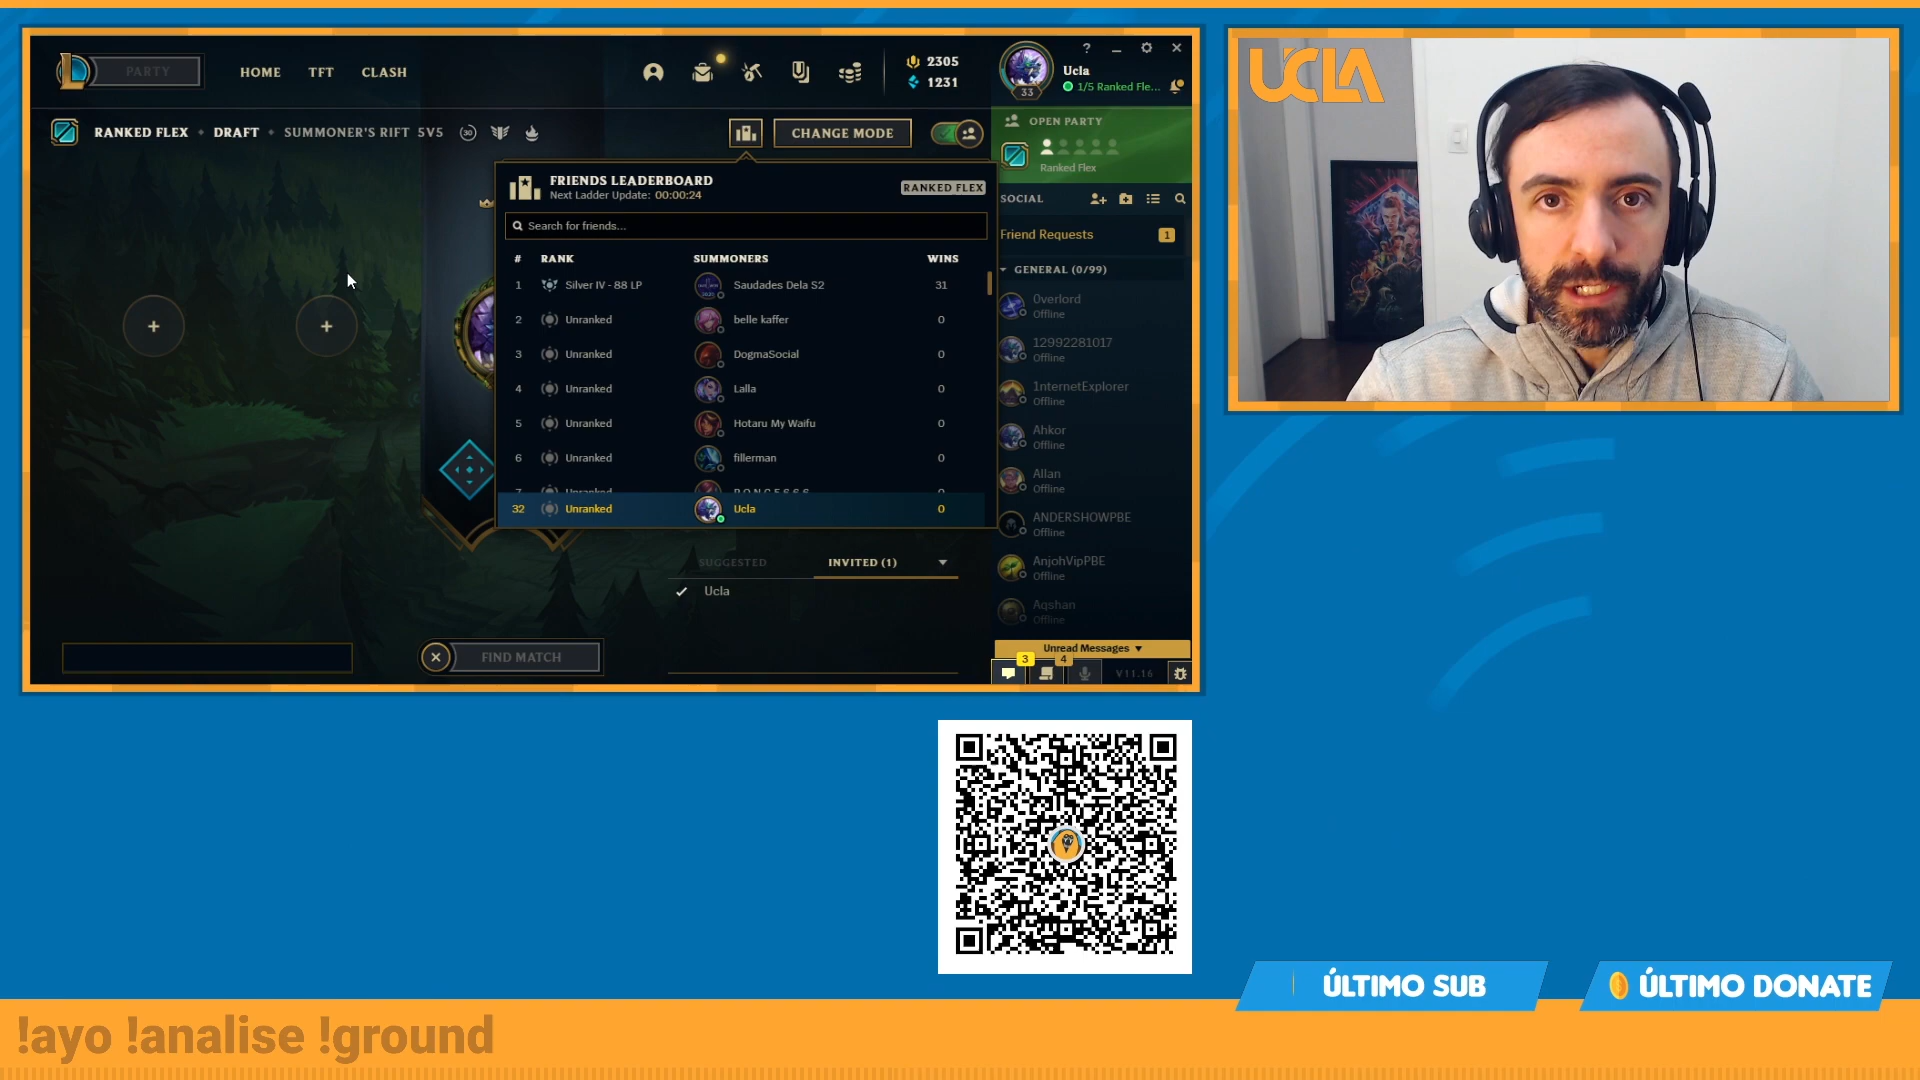 PARTY
HOME
TFT
CLASH
2305
1231
33
Ucla
1/5 Ranked Fle...
RANKED FLEX • DRAFT • SUMMONER'S RIFT 5V5
30
CHANGE MODE
OPEN PARTY
Ranked Flex
FRIENDS LEADERBOARD
Next Ladder Update: 00:00:24
RANKED FLEX
Search for friends...
# RANK SUMMONERS WINS
1 Silver IV - 88 LP Saudades Dela S2 31
2 Unranked belle kaffer 0
3 Unranked DogmaSocial 0
4 Unranked Lalla 0
5 Unranked Hotaru My Waifu 0
6 Unranked fillerman 0
7 Unranked
32 Unranked Ucla 0
SUGGESTED
INVITED (1)
Ucla
FIND MATCH
SOCIAL
Friend Requests
1
GENERAL (0/99)
0verlord
Offline
12992281017
Offline
1nternetExplorer
Offline
Ahkor
Offline
Allan
Offline
ANDERSHOWPBE
Offline
AnjohVipPBE
Offline
Aqshan
Offline
Unread Messages
3
4
V11.16
UCLA
ÚLTIMO SUB
ÚLTIMO DONATE
!ayo !analise !ground